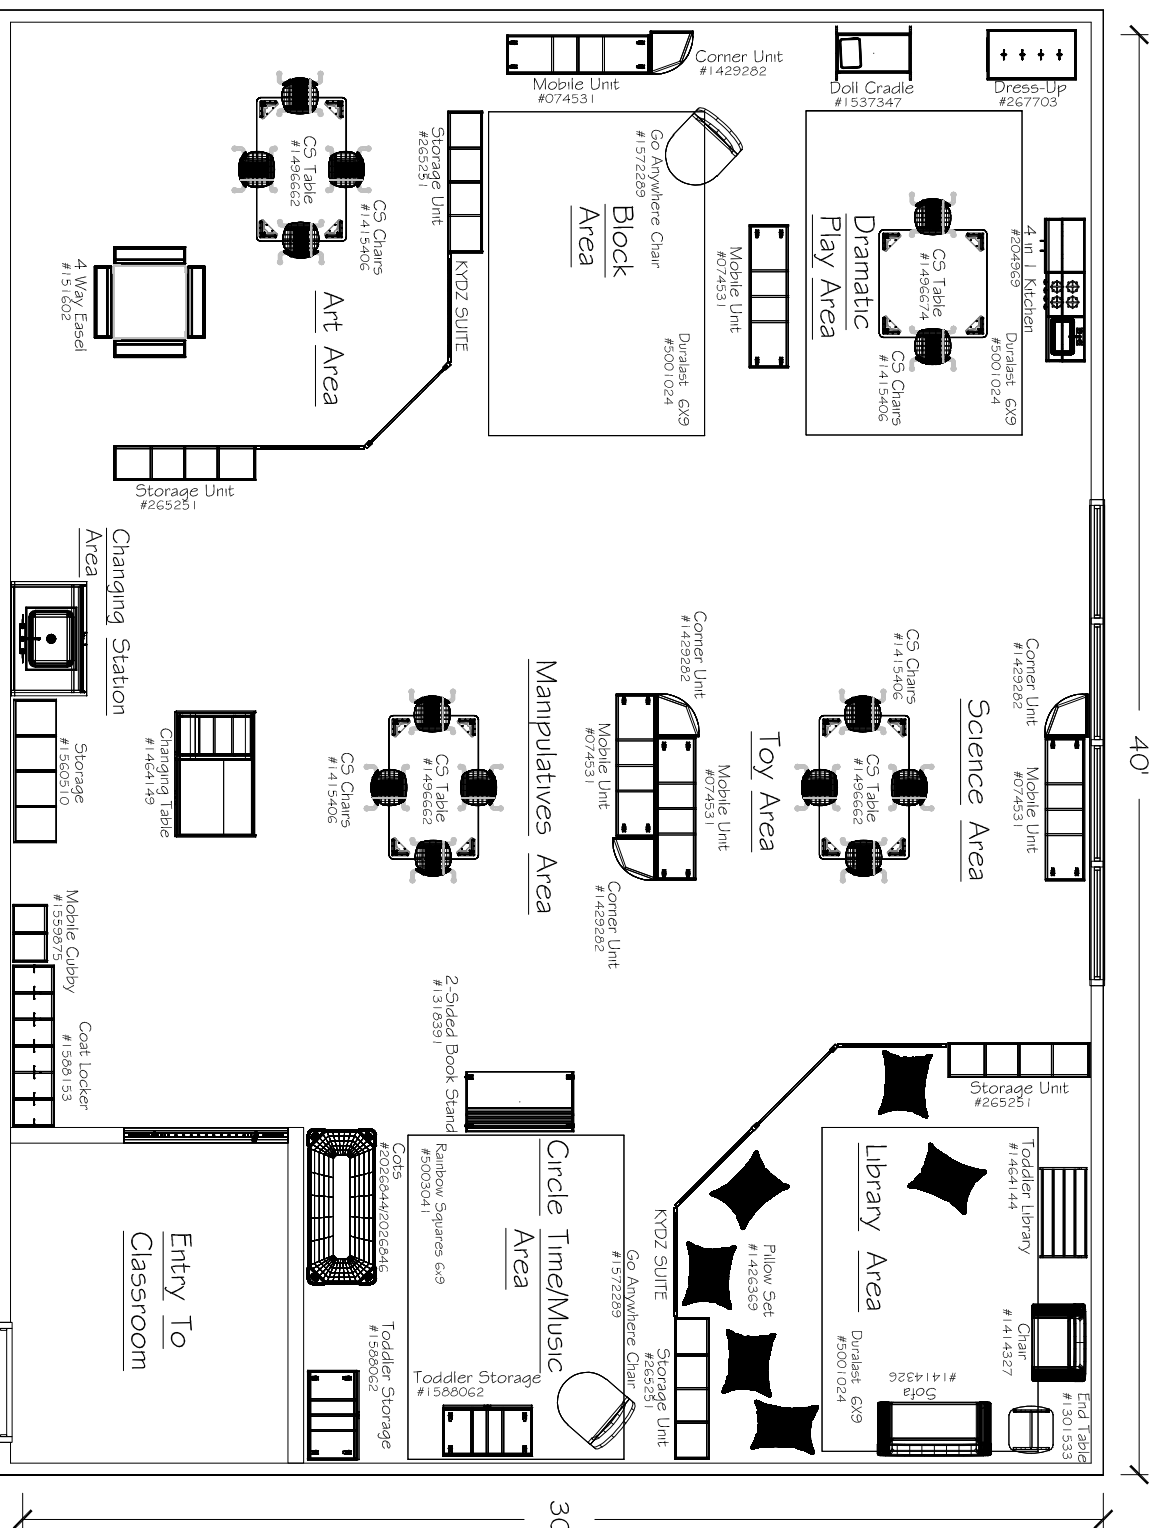 Corner Unit
#1429282
Mobile Unit
#074531
Doll Cradle
#1537347
Dress-Up
#267703
CS Table
#1496662
CS Chairs
#1415406
Storage Unit
#265251
Go Anywhere Chair
#1572289
Block
Area
Mobile Unit
#074531
Dramatic
Play Area
CS Table
#1496674
CS Chairs
#1415406
4 in 1 Kitchen
#204969
Duralast 6X9
#5001024
Duralast 6X9
#5001024
4 Way Easel
#151602
Art Area
KYDZ SUITE
Storage Unit
#265251
Changing Station
Area
Storage
#1560510
Changing Table
#1464149
CS Chairs
#1415406
CS Table
#1496662
Manipulatives Area
Corner Unit
#1429282
Mobile Unit
#074531
Mobile Unit
#074531
Corner Unit
#1429282
Toy Area
CS Chairs
#1415406
CS Table
#1496662
Science Area
Corner Unit
#1429282
Mobile Unit
#074531
40'
Mobile Cubby
#1559875
Coat Locker
#1588153
2-Sided Book Stand
#1318391
Storage Unit
#265251
Entry To
Classroom
Cots
#2026844/2026846
Rainbow Squares 6x9
#5003041
Circle Time/Music
Area
Go Anywhere Chair
#1572289
Toddler Storage
#1588062
Toddler Storage
#1588062
KYDZ SUITE
Storage Unit
#265251
Pillow Set
#1426369
Library Area
Toddler Library
#1464144
Chair
#1414327
Duralast 6X9
#5001024
Sofa
#1414326
End Table
#1301533